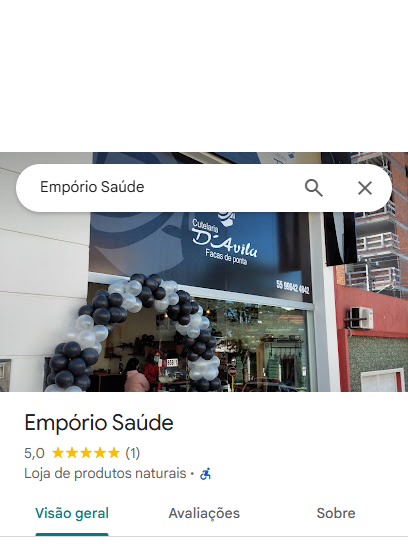 Empório Saúde
Cutelaria
D'Avila
Facas de ponta
55 99642 4942
Empório Saúde
5,0 (1)
Loja de produtos naturais ·
Visão geral
Avaliações
Sobre